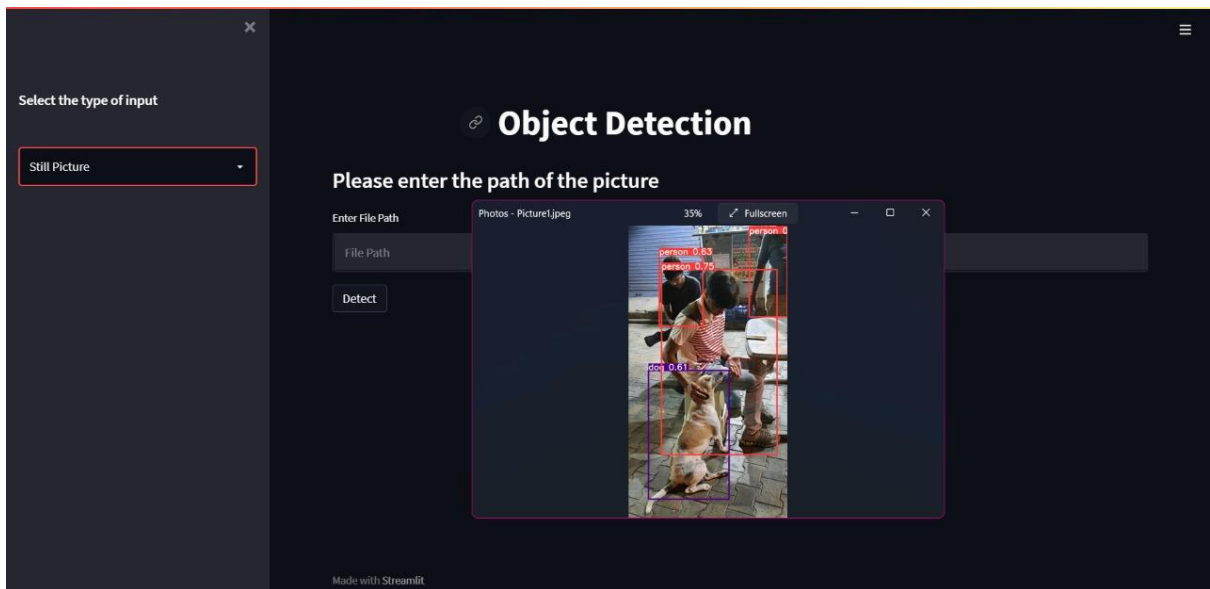 Select the type of input
Still Picture
Object Detection
Please enter the path of the picture
Enter File Path
File Path
Detect
Photos - Picture1.jpeg 35% Fullscreen
person 0
person 0.63
person 0.75
dog 0.61
Made with Streamlit